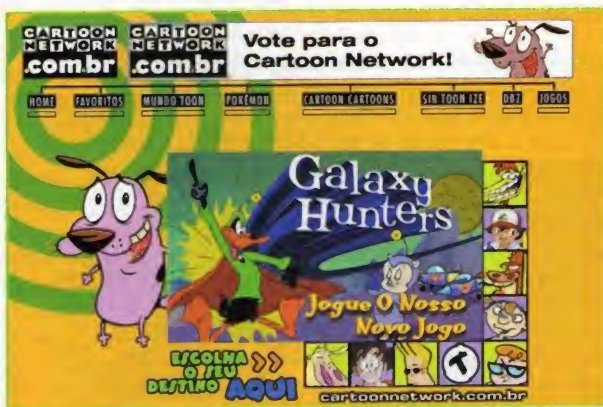 CARTOON
NETWORK
.com.br
CARTOON
NETWORK
.com.br
Vote para o
Cartoon Network!
HOME FAVORITOS MUNDO TOON POKÉMON CARTOON CARTOONS SIN TOON IZE DBZ JOGOS
Galaxy
Hunters
Jogue O Nosso
Novo Jogo
ESCOLHA
O SEU
DESTINO AQUI >>
T
cartoonnetwork.com.br